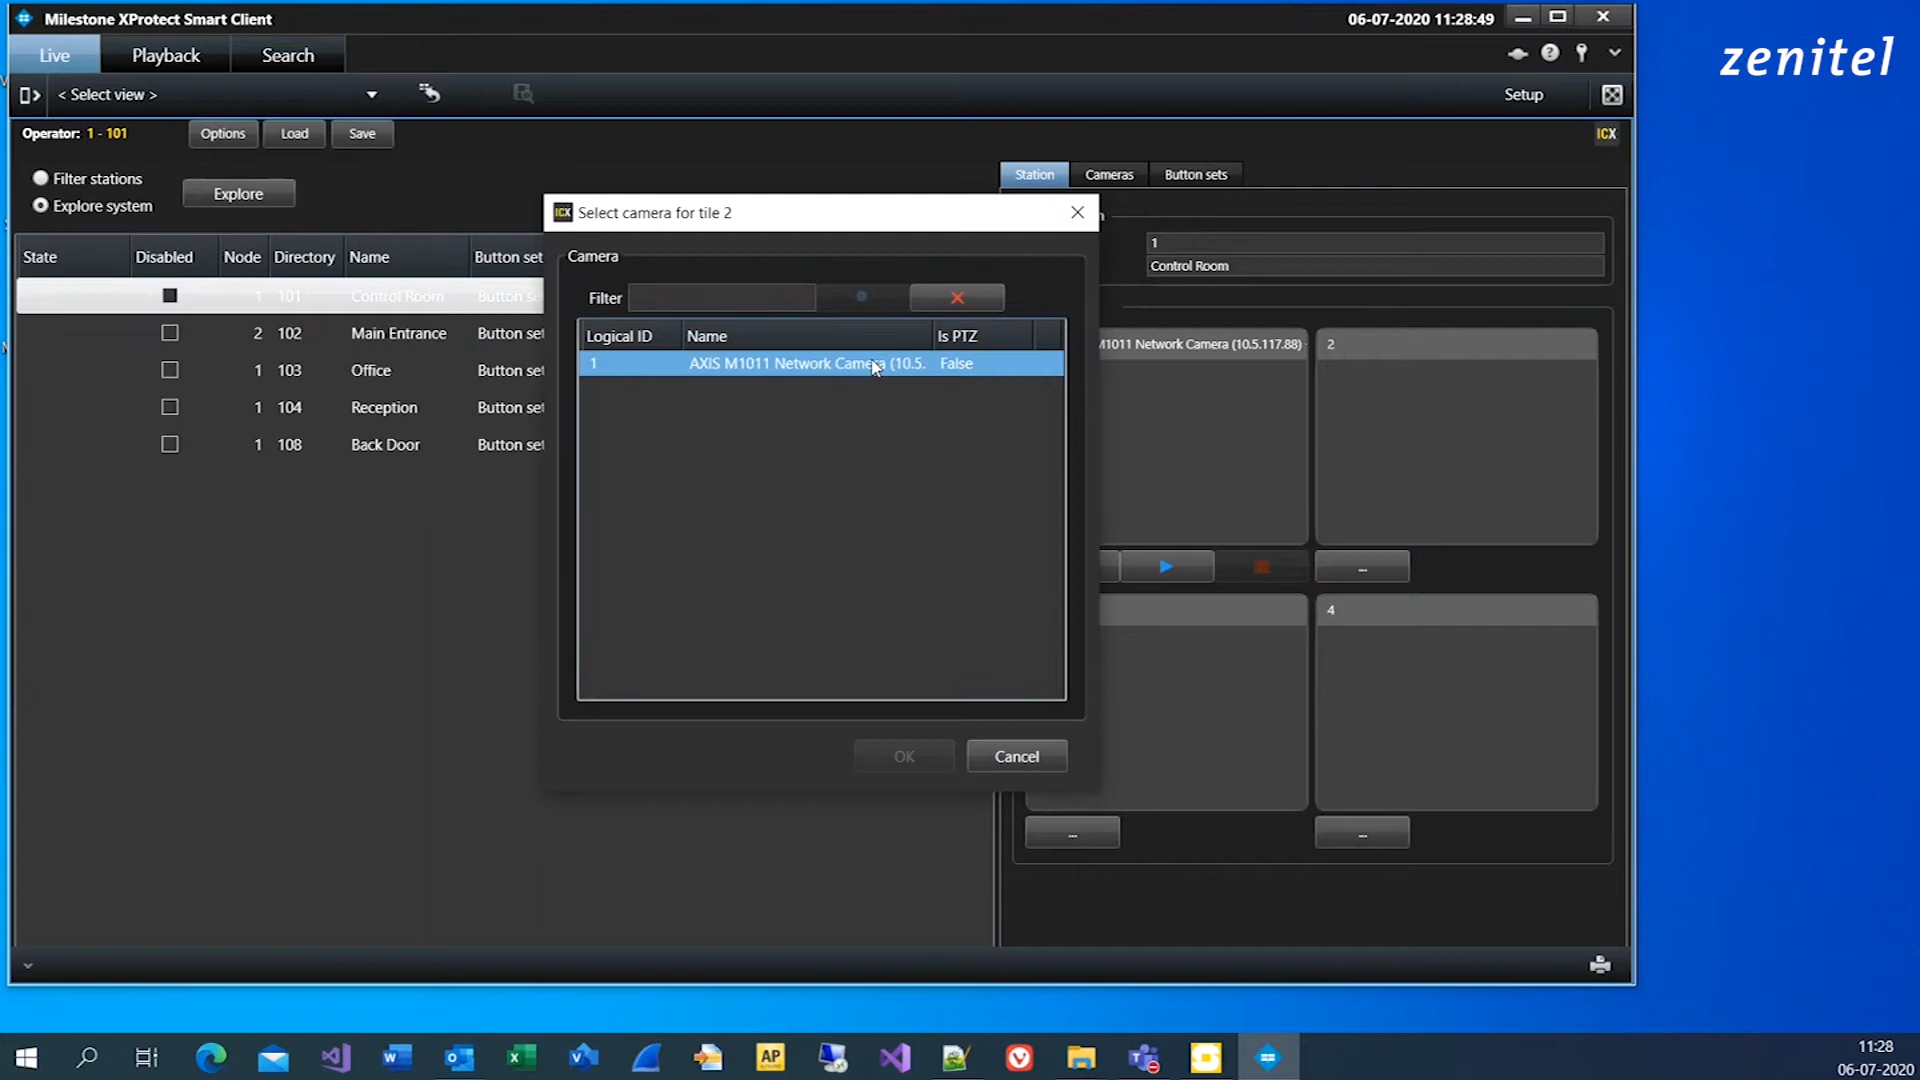 Milestone XProtect Smart Client
06-07-2020 11:28:49
zenitel
Live
Playback
Search
< Select view >
Setup
Operator: 1 - 101
Options
Load
Save
ICX
Filter stations
Explore system
Explore
Station
Cameras
Button sets
State
Disabled
Node
Directory
Name
Button set
1 101 Control Room Button set
2 102 Main Entrance Button set
1 103 Office Button set
1 104 Reception Button set
1 108 Back Door Button set
ICX Select camera for tile 2
Camera
Filter
Logical ID
Name
Is PTZ
1 AXIS M1011 Network Camera (10.5. False
OK
Cancel
1
Control Room
M1011 Network Camera (10.5.117.88) -
2
...
4
...
...
W
AP
11:28
06-07-2020